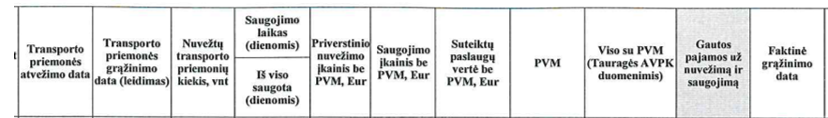 t
Transporto
priemonės
atvežimo data
Transporto
priemonės
grąžinimo
data (leidimas)
Nuvežtų
transporto
priemonių
kiekis, vnt
Saugojimo
laikas
(dienomis)
Iš viso
saugota
(dienomis)
Priverstinio
nuvežimo
įkainis be
PVM, Eur
Saugojimo
įkainis be
PVM, Eur
Suteiktų
paslaugų
vertė be
PVM, Eur
PVM
Viso su PVM
(Tauragės AVPK
duomenimis)
Gautos
pajamos už
nuvežimą ir
saugojimą
Faktinė
grąžinimo
data